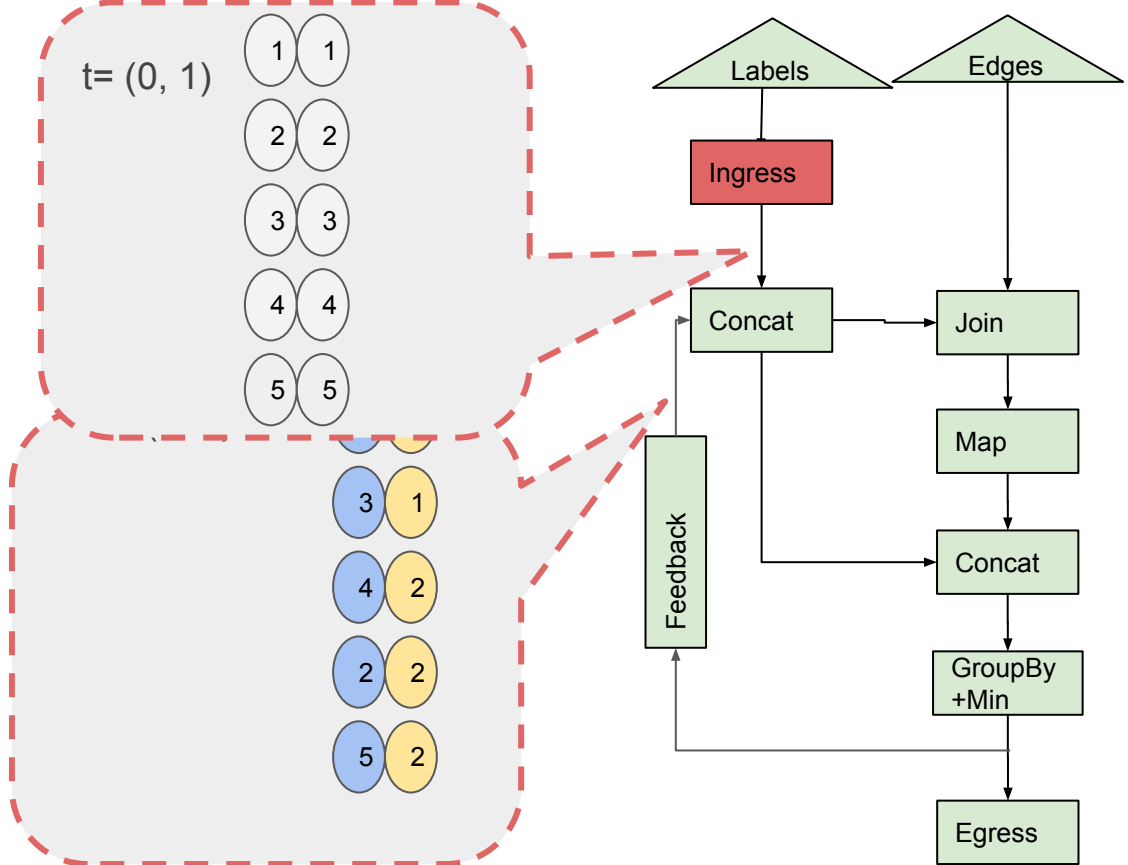 t= (0, 1)
1 1
2 2
3 3
4 4
5 5
3 1
4 2
2 2
5 2
Labels
Edges
Ingress
Concat
Join
Map
Feedback
Concat
GroupBy
+Min
Egress